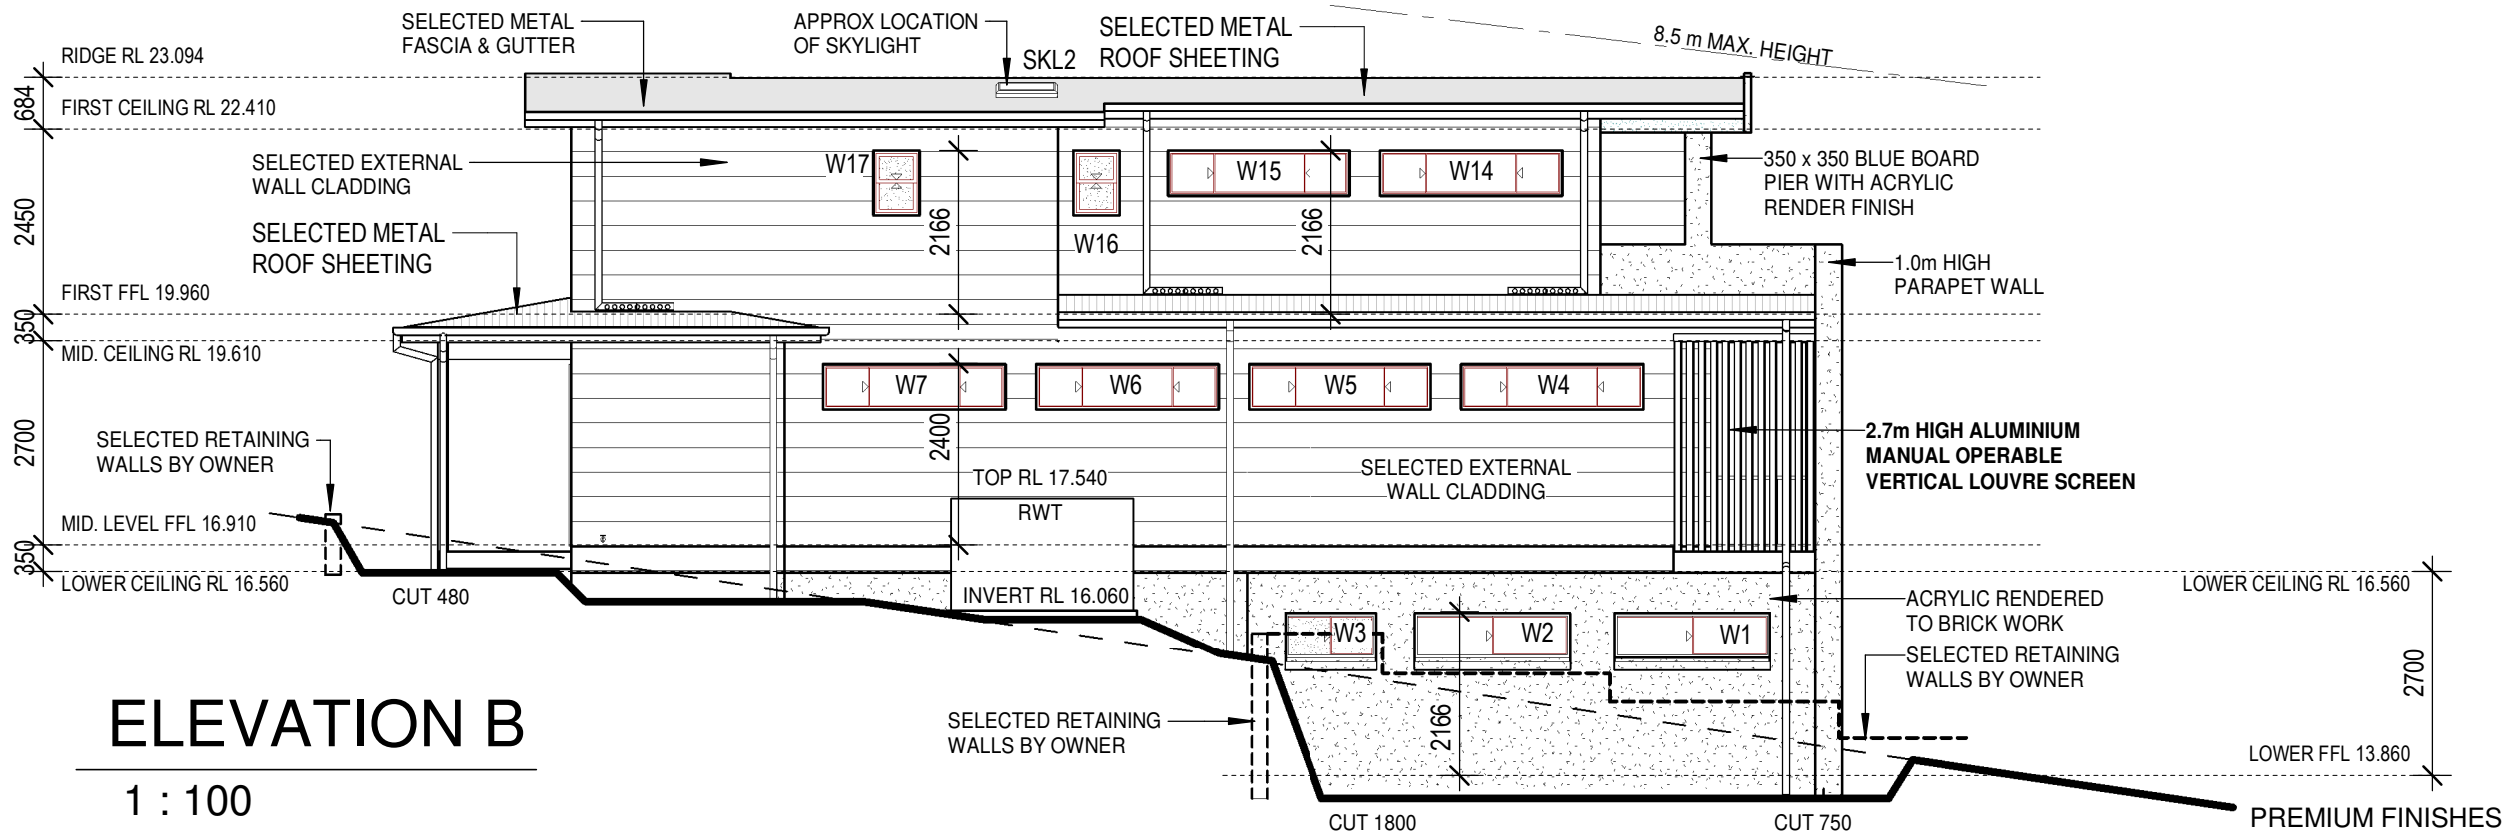 SELECTED METAL
FASCIA & GUTTER
APPROX LOCATION
OF SKYLIGHT
SKL2
SELECTED METAL
ROOF SHEETING
8.5 m MAX. HEIGHT
RIDGE RL 23.094
684
FIRST CEILING RL 22.410
SELECTED EXTERNAL
WALL CLADDING
W17
W16
W15
W14
350 x 350 BLUE BOARD
PIER WITH ACRYLIC
RENDER FINISH
2450
2166
2166
SELECTED METAL
ROOF SHEETING
1.0m HIGH
PARAPET WALL
FIRST FFL 19.960
350
MID. CEILING RL 19.610
W7
W6
W5
W4
2700
2400
SELECTED RETAINING
WALLS BY OWNER
2.7m HIGH ALUMINIUM
MANUAL OPERABLE
VERTICAL LOUVRE SCREEN
SELECTED EXTERNAL
WALL CLADDING
TOP RL 17.540
RWT
MID. LEVEL FFL 16.910
350
LOWER CEILING RL 16.560
LOWER CEILING RL 16.560
CUT 480
INVERT RL 16.060
ACRYLIC RENDERED
TO BRICK WORK
W3
W2
W1
SELECTED RETAINING
WALLS BY OWNER
2700
2166
SELECTED RETAINING
WALLS BY OWNER
LOWER FFL 13.860
ELEVATION B
1 : 100
CUT 1800
CUT 750
PREMIUM FINISHES